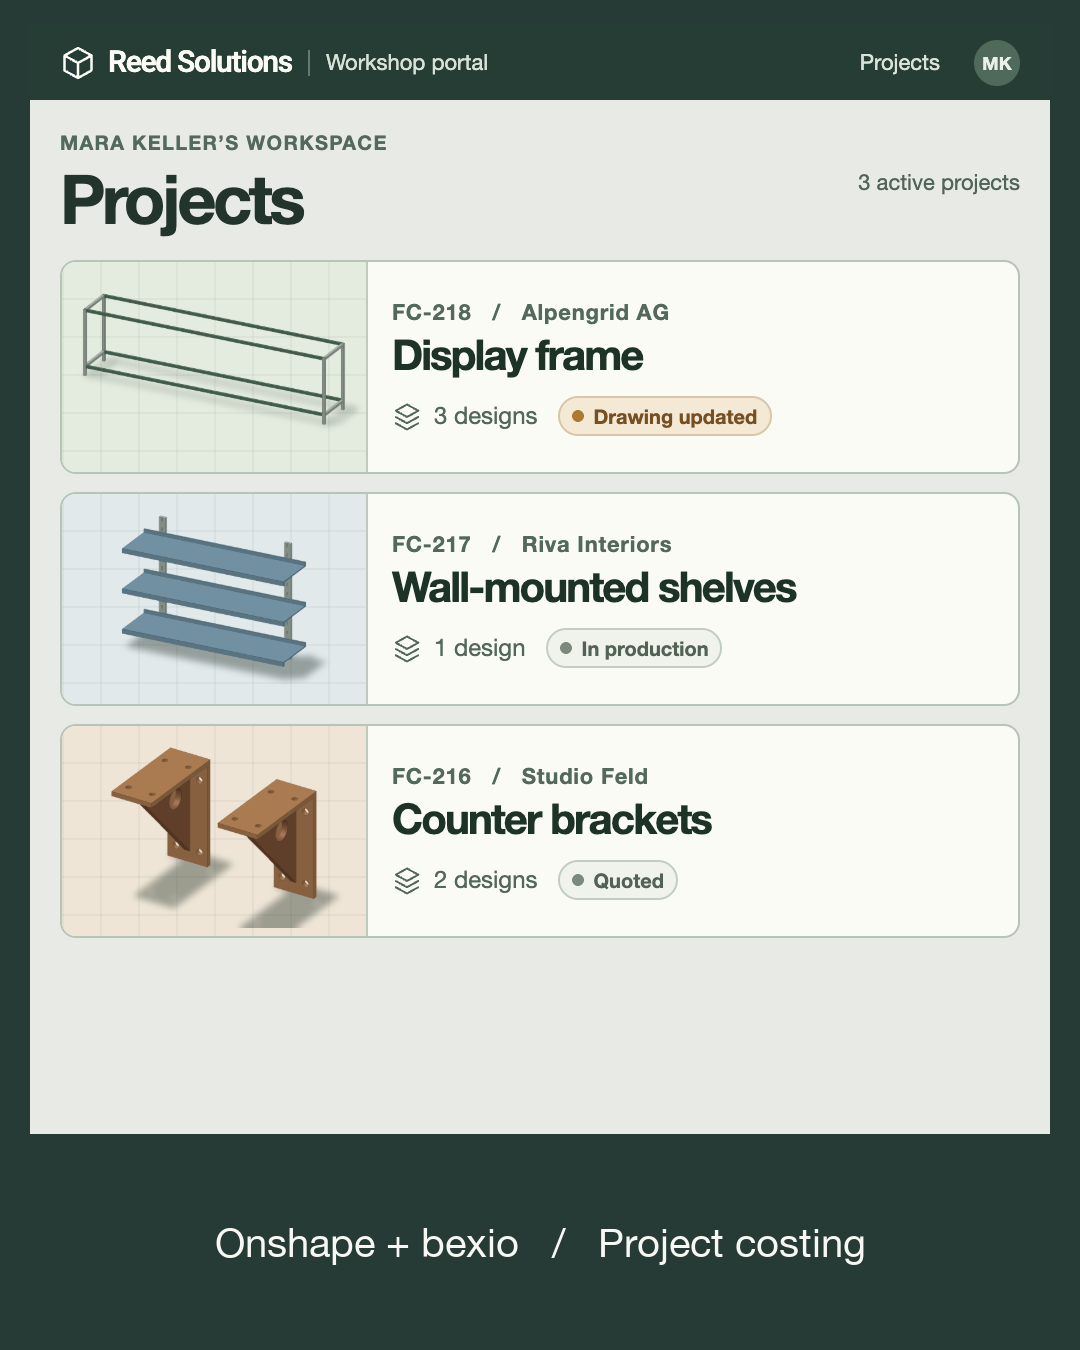 Reed Solutions | Workshop portal
Projects
MK
MARA KELLER’S WORKSPACE
Projects
3 active projects
FC-218 / Alpengrid AG
Display frame
3 designs
Drawing updated
FC-217 / Riva Interiors
Wall-mounted shelves
1 design
In production
FC-216 / Studio Feld
Counter brackets
2 designs
Quoted
Onshape + bexio / Project costing